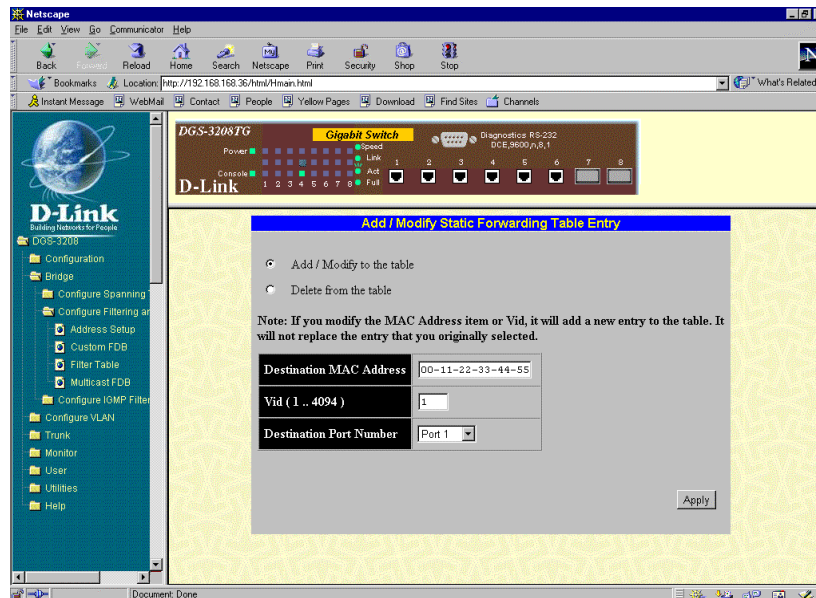 Netscape
File Edit View Go Communicator Help
Back Forward Reload Home Search Netscape Print Security Shop Stop
Bookmarks Location: http://192.168.168.36/html/Hmain.html What's Related
Instant Message WebMail Contact People Yellow Pages Download Find Sites Channels
DGS-3208TG
Gigabit Switch
Diagnostics RS-232
DCE,9600,n,8,1
Power
Speed
Link
Console
Act
Full
1 2 3 4 5 6 7 8
1 2 3 4 5 6 7 8
D-Link
D-Link
Building Networks for People
DGS-3208
Configuration
Bridge
Configure Spanning
Configure Filtering ar
Address Setup
Custom FDB
Filter Table
Multicast FDB
Configure IGMP Filter
Configure VLAN
Trunk
Monitor
User
Utilities
Help
Add / Modify Static Forwarding Table Entry
Add / Modify to the table
Delete from the table
Note: If you modify the MAC Address item or Vid, it will add a new entry to the table. It
will not replace the entry that you originally selected.
Destination MAC Address 00-11-22-33-44-55
Vid ( 1 .. 4094 ) 1
Destination Port Number Port 1
Apply
Document: Done